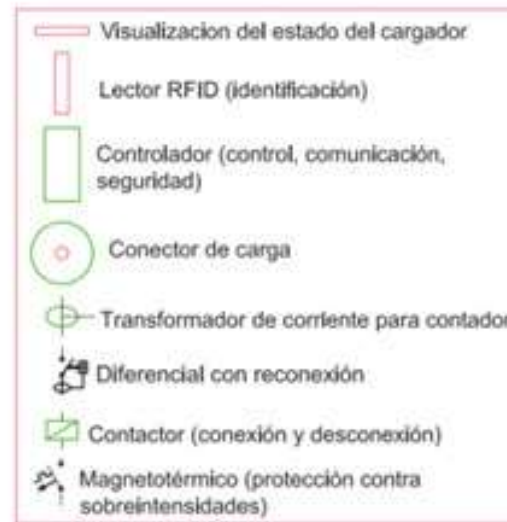 Visualizacion del estado del cargador
Lector RFID (identificación)
Controlador (control, comunicación,
seguridad)
Conector de carga
Transformador de corriente para contador
Diferencial con reconexión
Contactor (conexión y desconexión)
Magnetotérmico (protección contra
sobreintensidades)